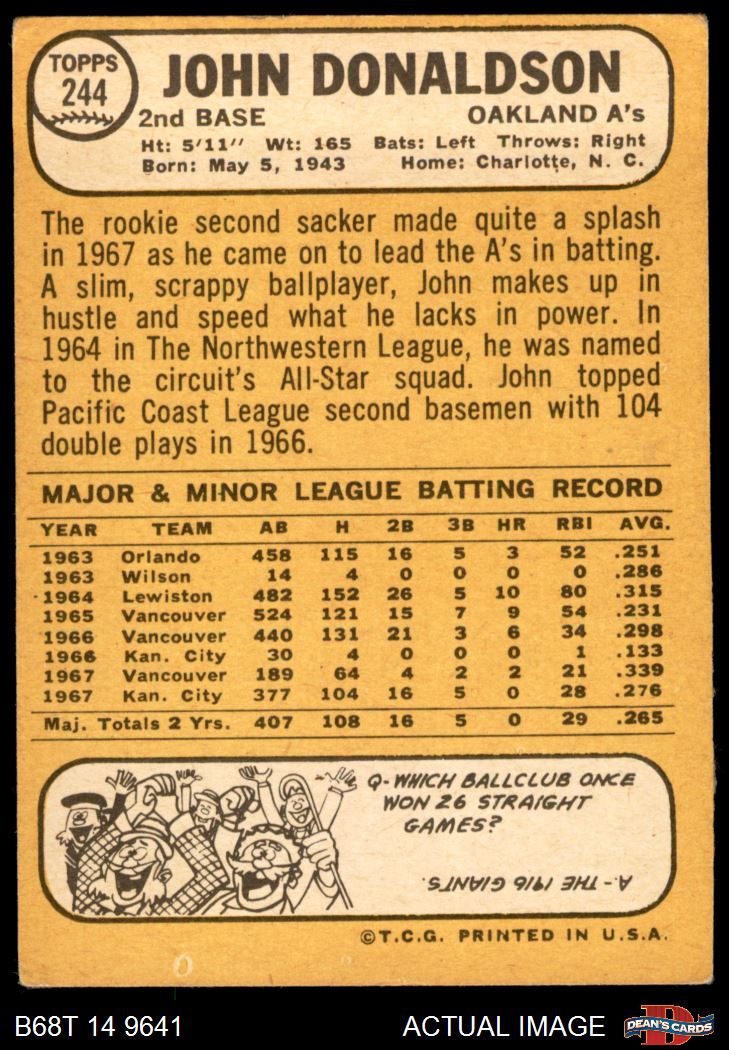 TOPPS
244
JOHN DONALDSON
2nd BASE OAKLAND A's
Ht: 5'11" Wt: 165 Bats: Left Throws: Right
Born: May 5, 1943 Home: Charlotte, N. C.
The rookie second sacker made quite a splash
in 1967 as he came on to lead the A's in batting.
A slim, scrappy ballplayer, John makes up in
hustle and speed what he lacks in power. In
1964 in The Northwestern League, he was named
to the circuit's All-Star squad. John topped
Pacific Coast League second basemen with 104
double plays in 1966.
MAJOR & MINOR LEAGUE BATTING RECORD
YEAR TEAM AB H 2B 3B HR RBI AVG.
1963 Orlando 458 115 16 5 3 52 .251
1963 Wilson 14 4 0 0 0 0 .286
1964 Lewiston 482 152 26 5 10 80 .315
1965 Vancouver 524 121 15 7 9 54 .231
1966 Vancouver 440 131 21 3 6 34 .298
1966 Kan. City 30 4 0 0 0 1 .133
1967 Vancouver 189 64 4 2 2 21 .339
1967 Kan. City 377 104 16 5 0 28 .276
Maj. Totals 2 Yrs. 407 108 16 5 0 29 .265
Q-WHICH BALLCLUB ONCE
WON 26 STRAIGHT
GAMES?
A.-THE 1916 GIANTS.
©T.C.G. PRINTED IN U.S.A.
B68T 14 9641 ACTUAL IMAGE
D
DEAN'S CARDS